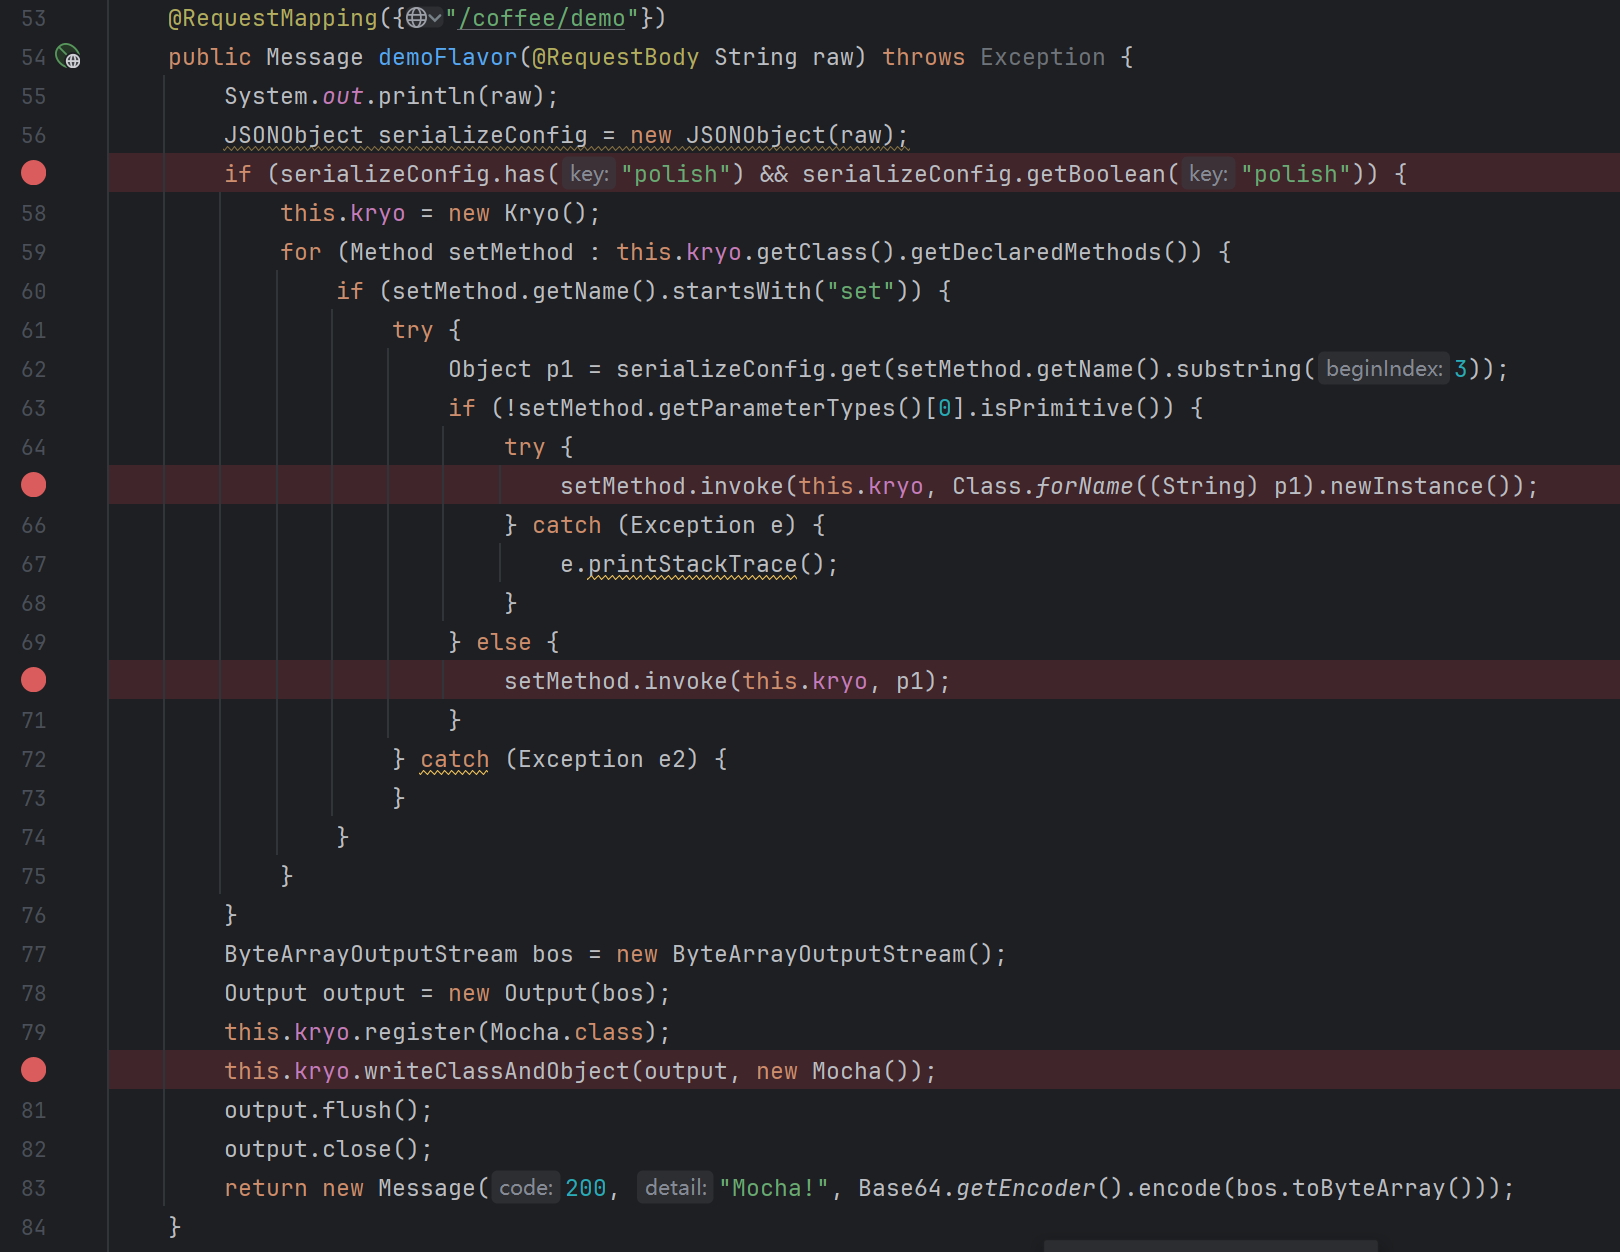 53 @RequestMapping({"/coffee/demo"})
54 public Message demoFlavor(@RequestBody String raw) throws Exception {
55 System.out.println(raw);
56 JSONObject serializeConfig = new JSONObject(raw);
if (serializeConfig.has( key: "polish") && serializeConfig.getBoolean( key: "polish")) {
58 this.kryo = new Kryo();
59 for (Method setMethod : this.kryo.getClass().getDeclaredMethods()) {
60 if (setMethod.getName().startsWith("set")) {
61 try {
62 Object p1 = serializeConfig.get(setMethod.getName().substring( beginIndex: 3));
63 if (!setMethod.getParameterTypes()[0].isPrimitive()) {
64 try {
setMethod.invoke(this.kryo, Class.forName((String) p1).newInstance());
66 } catch (Exception e) {
67 e.printStackTrace();
68 }
69 } else {
setMethod.invoke(this.kryo, p1);
71 }
72 } catch (Exception e2) {
73 }
74 }
75 }
76 }
77 ByteArrayOutputStream bos = new ByteArrayOutputStream();
78 Output output = new Output(bos);
79 this.kryo.register(Mocha.class);
this.kryo.writeClassAndObject(output, new Mocha());
81 output.flush();
82 output.close();
83 return new Message( code: 200, detail: "Mocha!", Base64.getEncoder().encode(bos.toByteArray()));
84 }